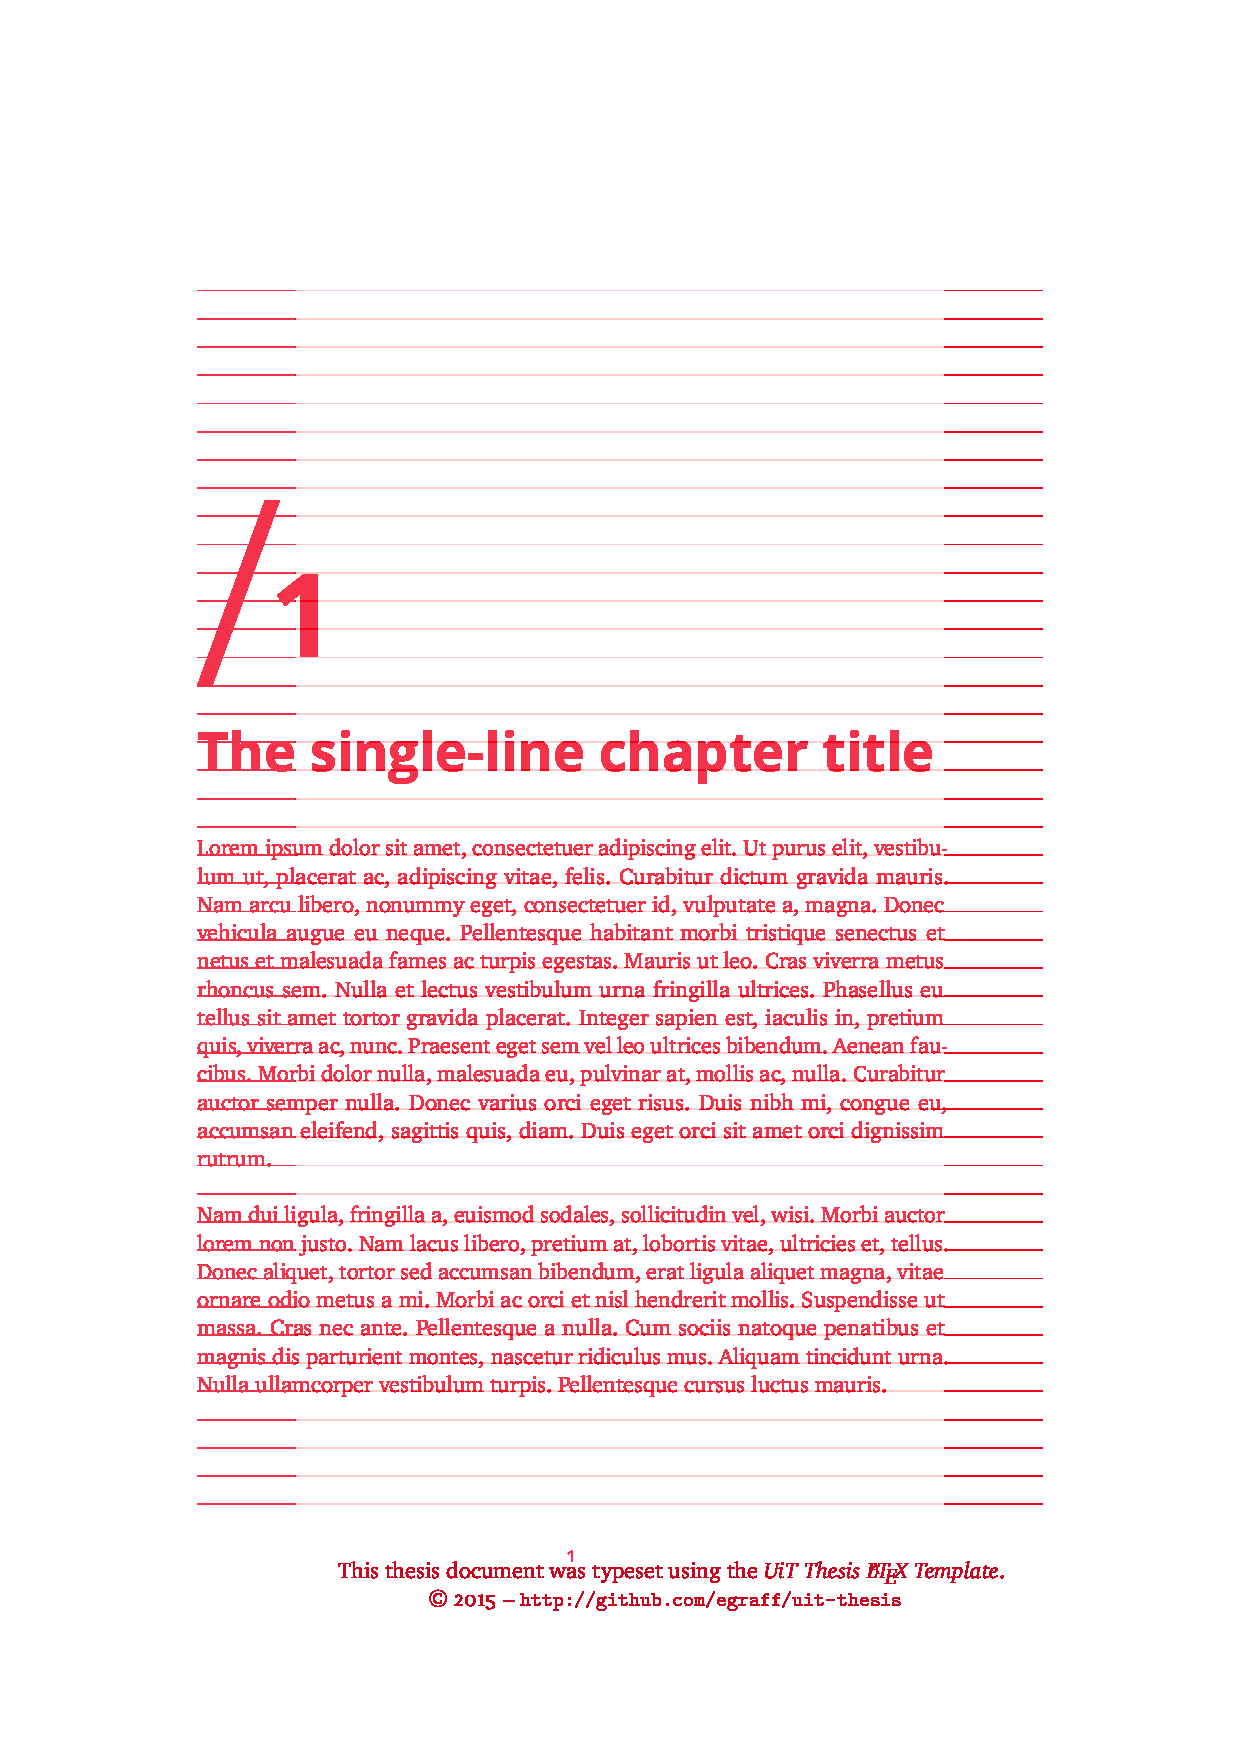 /1
The single-line chapter title
Lorem ipsum dolor sit amet, consectetuer adipiscing elit. Ut purus elit, vestibu-
lum ut, placerat ac, adipiscing vitae, felis. Curabitur dictum gravida mauris.
Nam arcu libero, nonummy eget, consectetuer id, vulputate a, magna. Donec
vehicula augue eu neque. Pellentesque habitant morbi tristique senectus et
netus et malesuada fames ac turpis egestas. Mauris ut leo. Cras viverra metus
rhoncus sem. Nulla et lectus vestibulum urna fringilla ultrices. Phasellus eu
tellus sit amet tortor gravida placerat. Integer sapien est, iaculis in, pretium
quis, viverra ac, nunc. Praesent eget sem vel leo ultrices bibendum. Aenean fau-
cibus. Morbi dolor nulla, malesuada eu, pulvinar at, mollis ac, nulla. Curabitur
auctor semper nulla. Donec varius orci eget risus. Duis nibh mi, congue eu,
accumsan eleifend, sagittis quis, diam. Duis eget orci sit amet orci dignissim
rutrum.
Nam dui ligula, fringilla a, euismod sodales, sollicitudin vel, wisi. Morbi auctor
lorem non justo. Nam lacus libero, pretium at, lobortis vitae, ultricies et, tellus.
Donec aliquet, tortor sed accumsan bibendum, erat ligula aliquet magna, vitae
ornare odio metus a mi. Morbi ac orci et nisl hendrerit mollis. Suspendisse ut
massa. Cras nec ante. Pellentesque a nulla. Cum sociis natoque penatibus et
magnis dis parturient montes, nascetur ridiculus mus. Aliquam tincidunt urna.
Nulla ullamcorper vestibulum turpis. Pellentesque cursus luctus mauris.
1
This thesis document was typeset using the UiT Thesis LATEX Template.
© 2015 – http://github.com/egraff/uit-thesis